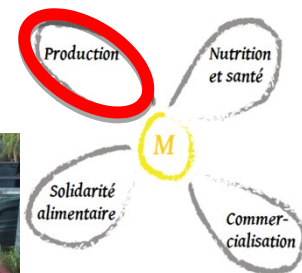 Production
Nutrition
et santé
M
Solidarité
alimentaire
Commer-
cialisation